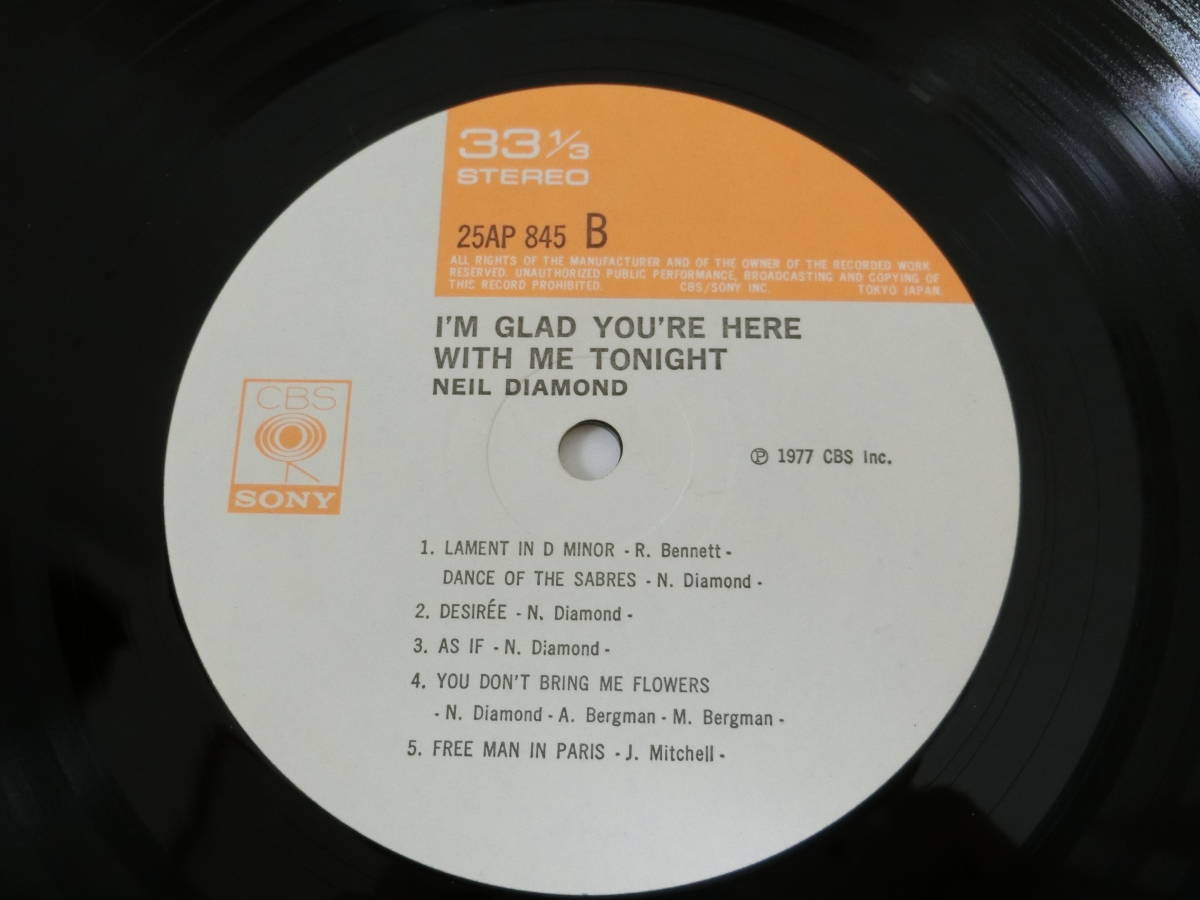 33 1/3
STEREO
25AP 845 B
ALL RIGHTS OF THE MANUFACTURER AND OF THE OWNER OF THE RECORDED WORK
RESERVED. UNAUTHORIZED PUBLIC PERFORMANCE, BROADCASTING AND COPYING OF
THIS RECORD PROHIBITED. CBS/SONY INC. TOKYO JAPAN.
I'M GLAD YOU'RE HERE
WITH ME TONIGHT
NEIL DIAMOND
CBS
SONY
Ⓟ 1977 CBS Inc.
1. LAMENT IN D MINOR - R. Bennett -
DANCE OF THE SABRES - N. Diamond -
2. DESIRÉE - N. Diamond -
3. AS IF - N. Diamond -
4. YOU DON'T BRING ME FLOWERS
- N. Diamond - A. Bergman - M. Bergman -
5. FREE MAN IN PARIS - J. Mitchell -